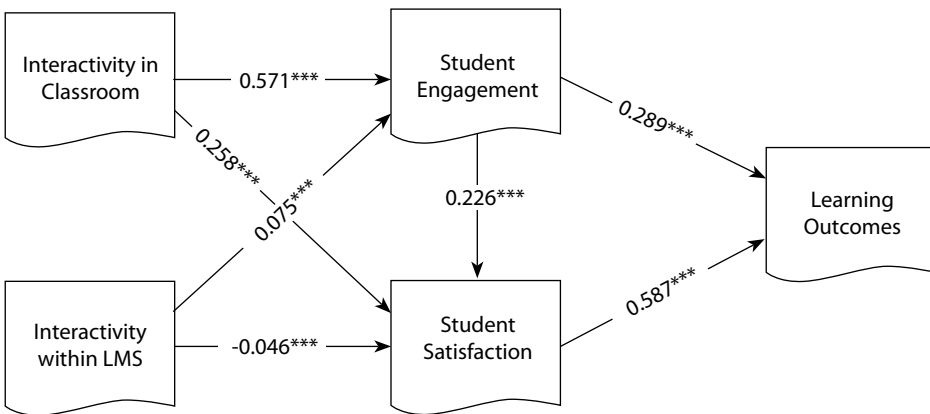 Interactivity in
Classroom
0.571***
Student
Engagement
0.289***
0.258***
0.075***
0.226***
Learning
Outcomes
Interactivity
within LMS
-0.046***
Student
Satisfaction
0.587***